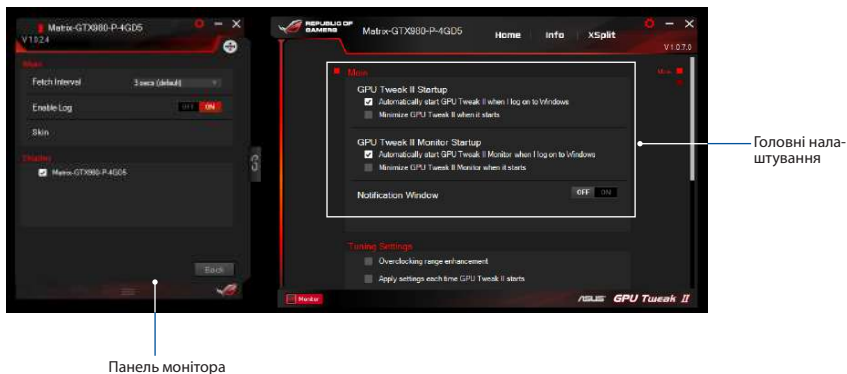 Matrix-GTX980-P-4GD5
V1.0.2.4
Main
Fetch Interval
3 secs (default)
Enable Log
OFF ON
Skin
Display
Matrix-GTX980-P-4GD5
Back
REPUBLIC OF
GAMERS
Matrix-GTX980-P-4GD5
Home
Info
XSplit
V1.0.7.0
Main
GPU Tweak II Startup
Automatically start GPU Tweak II when I log on to Windows
Minimize GPU Tweak II when it starts
GPU Tweak II Monitor Startup
Automatically start GPU Tweak II Monitor when I log on to Windows
Minimize GPU Tweak II Monitor when it starts
Notification Window
OFF ON
Main
Tuning Settings
Overclocking range enhancement
Apply settings each time GPU Tweak II starts
Monitor
ASUS GPU Tweak II
Головні нала-
штування
Панель монітора